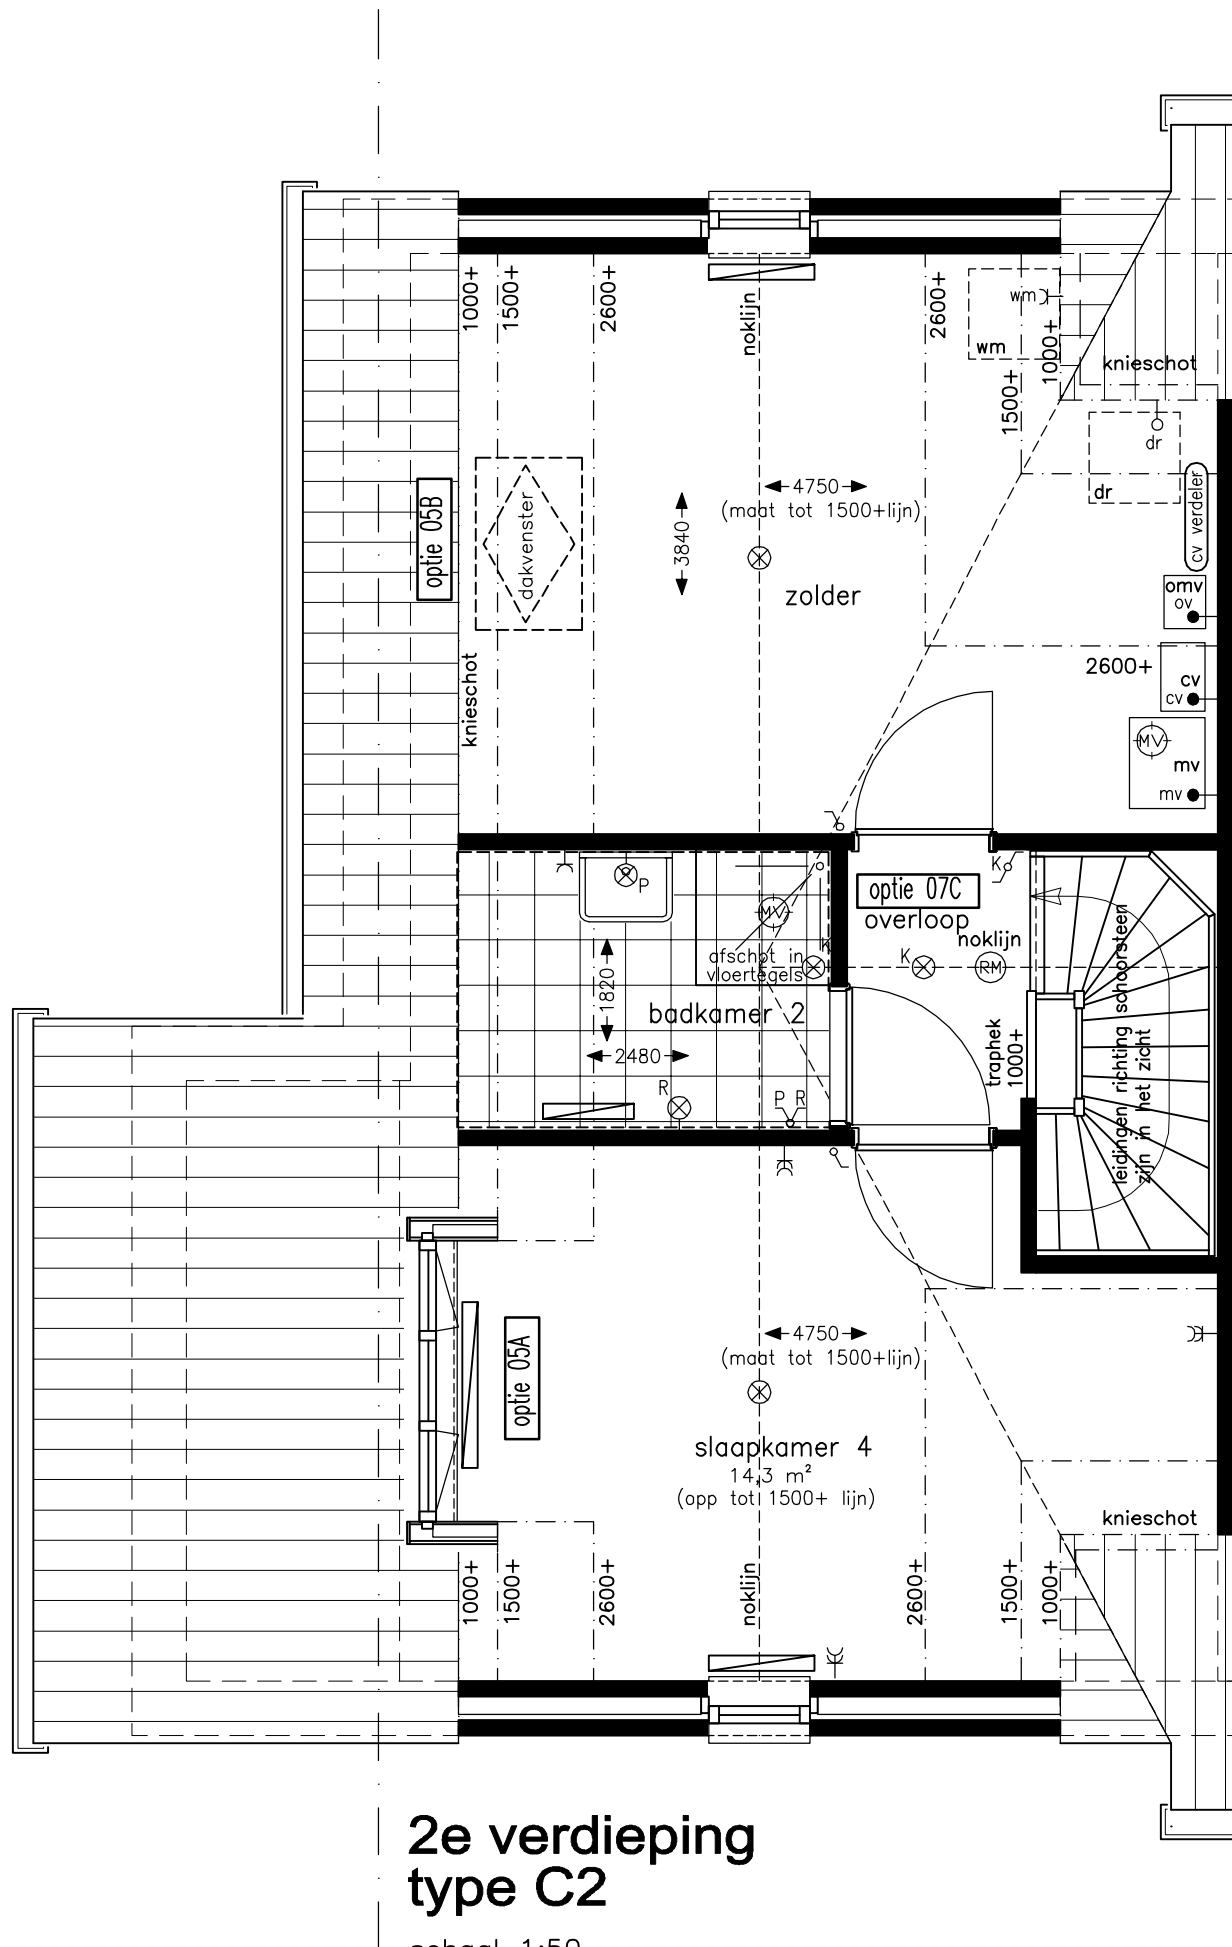 1000+
1500+
2600+
noklijn
2600+
wm
wm
1000+
1500+
knieschot
dr
dr
cv verdeler
optie 05B
dakvenster
4750
(maat tot 1500+lijn)
3840
zolder
omv
ov
2600+
cv
cv
MV
mv
mv
knieschot
P
K
optie 07C
overloop
noklijn
MV
K
K
RM
afschot in
vloertegels
1820
badkamer 2
2480
R
P R
traphek
1000+
leidingen richting schoorsteen
zijn in het zicht
optie 05A
4750
(maat tot 1500+lijn)
slaapkamer 4
14,3 m²
(opp tot 1500+ lijn)
knieschot
1000+
1500+
2600+
noklijn
2600+
1500+
1000+
2e verdieping
type C2
schaal 1:50